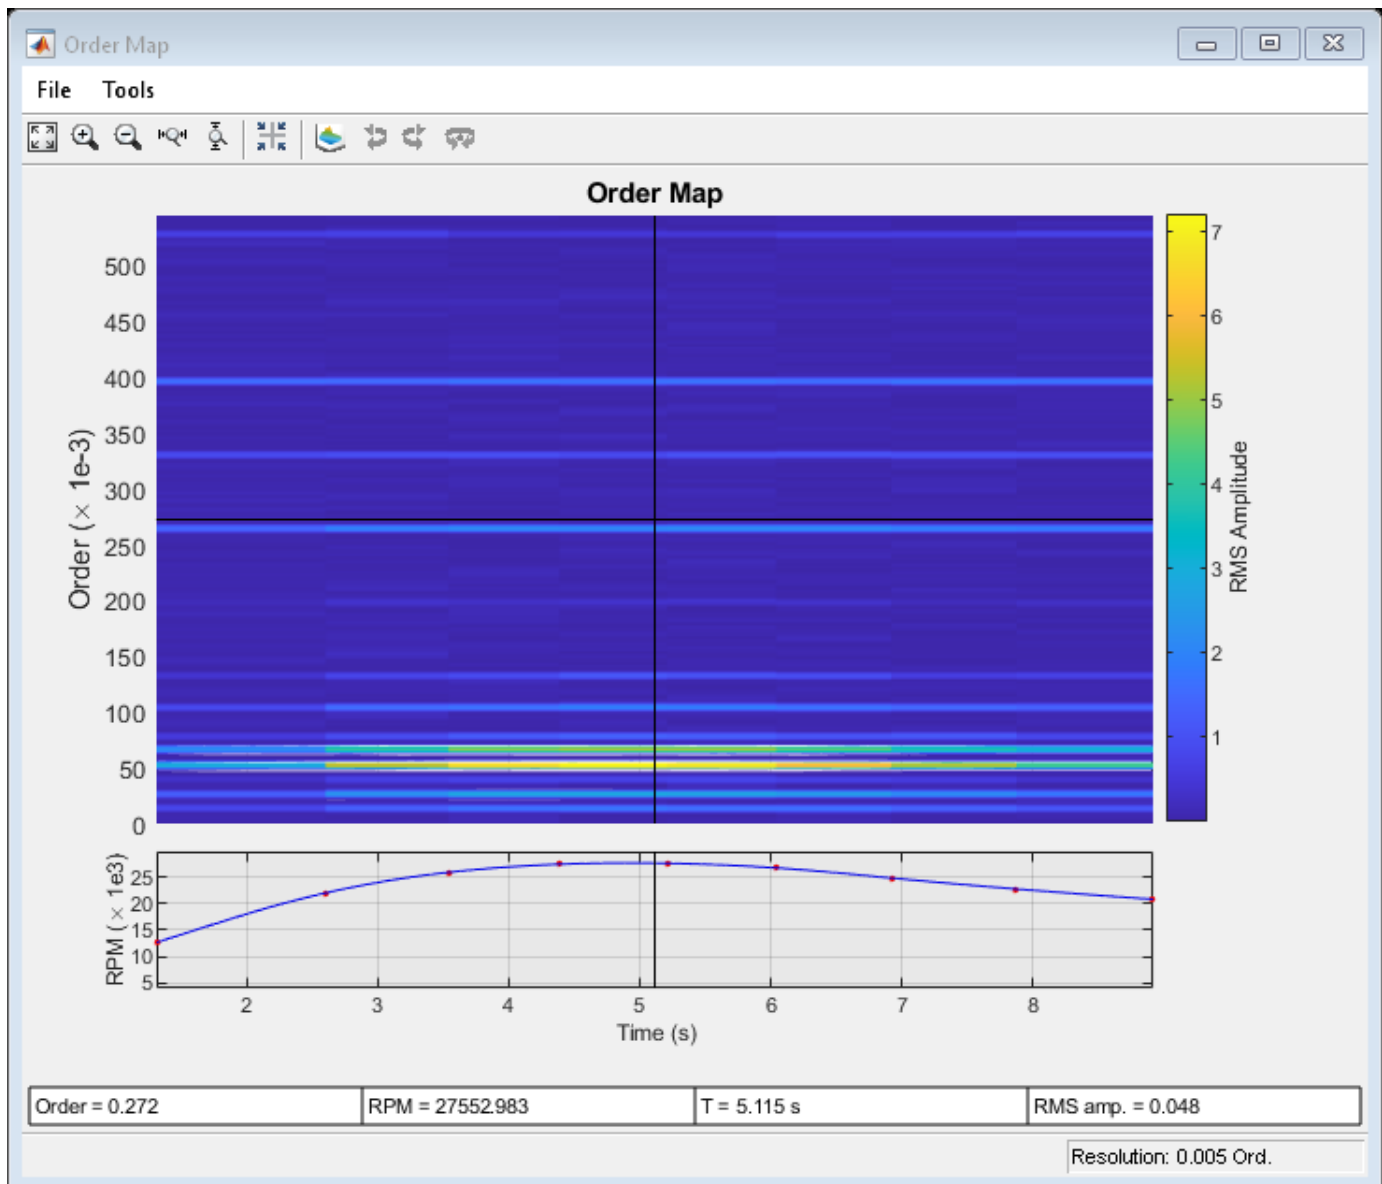 Order Map
File Tools
Order Map
500
450
400
350
300
250
200
150
100
50
0
Order (× 1e-3)
7
6
5
4
3
2
1
RMS Amplitude
25
20
15
10
5
RPM (× 1e3)
2 3 4 5 6 7 8
Time (s)
Order = 0.272 RPM = 27552.983 T = 5.115 s RMS amp. = 0.048
Resolution: 0.005 Ord.